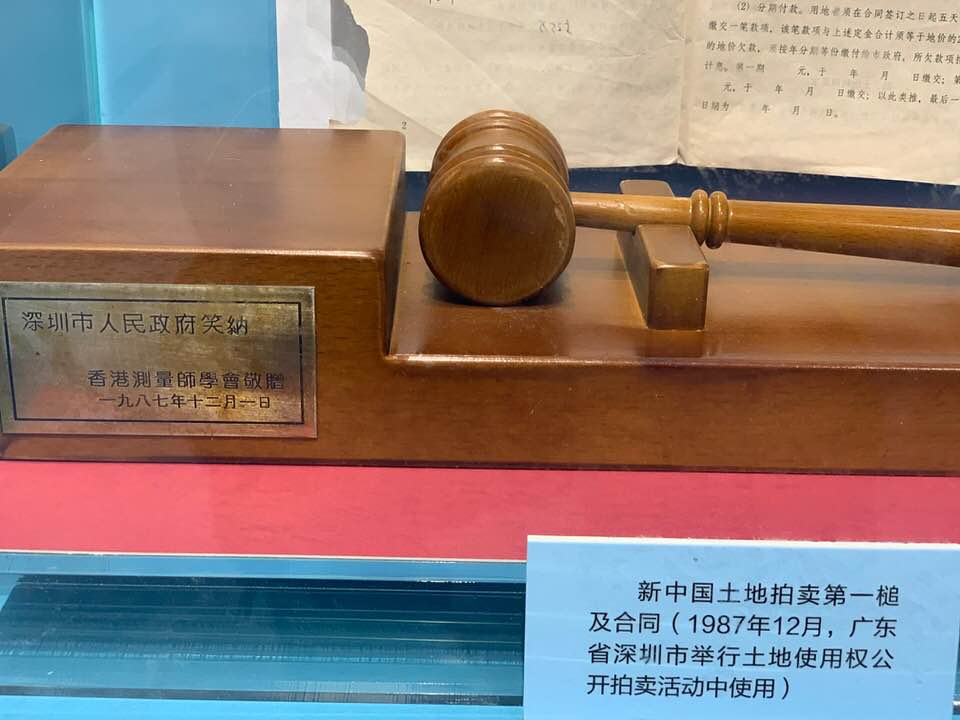 (2) 分期付款。用地者须在合同签订之日起五天
缴交一笔款项，该笔款项与上述定金合计须等于地价的2
的地价欠款，须按年分期等份缴付给市政府，所欠款项按
计息。第一期 元，于 年 月 日缴交；第
元，于 年 月 日缴交；以此类推，最后一
日期为 年 月 日。
2
深圳市人民政府笑纳
香港測量師學會敬贈
一九八七年十二月一日
新中国土地拍卖第一槌
及合同（1987年12月，广东
省深圳市举行土地使用权公
开拍卖活动中使用）